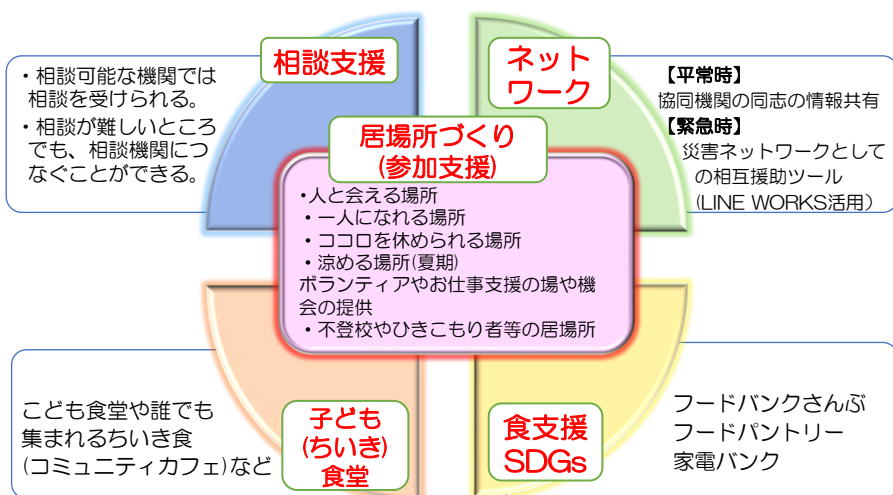 相談支援
・相談可能な機関では
相談を受けられる。
・相談が難しいところ
でも、相談機関につ
なぐことができる。
ネット
ワーク
【平常時】
協同機関の同志の情報共有
【緊急時】
災害ネットワークとして
の相互援助ツール
(LINE WORKS活用）
居場所づくり
(参加支援)
・人と会える場所
・一人になれる場所
・ココロを休められる場所
・涼める場所(夏期)
ボランティアやお仕事支援の場や機
会の提供
・不登校やひきこもり者等の居場所
子ども
(ちいき)
食堂
こども食堂や誰でも
集まれるちいき食
(コミュニティカフェ)など
食支援
SDGs
フードバンクさんぶ
フードパントリー
家電バンク